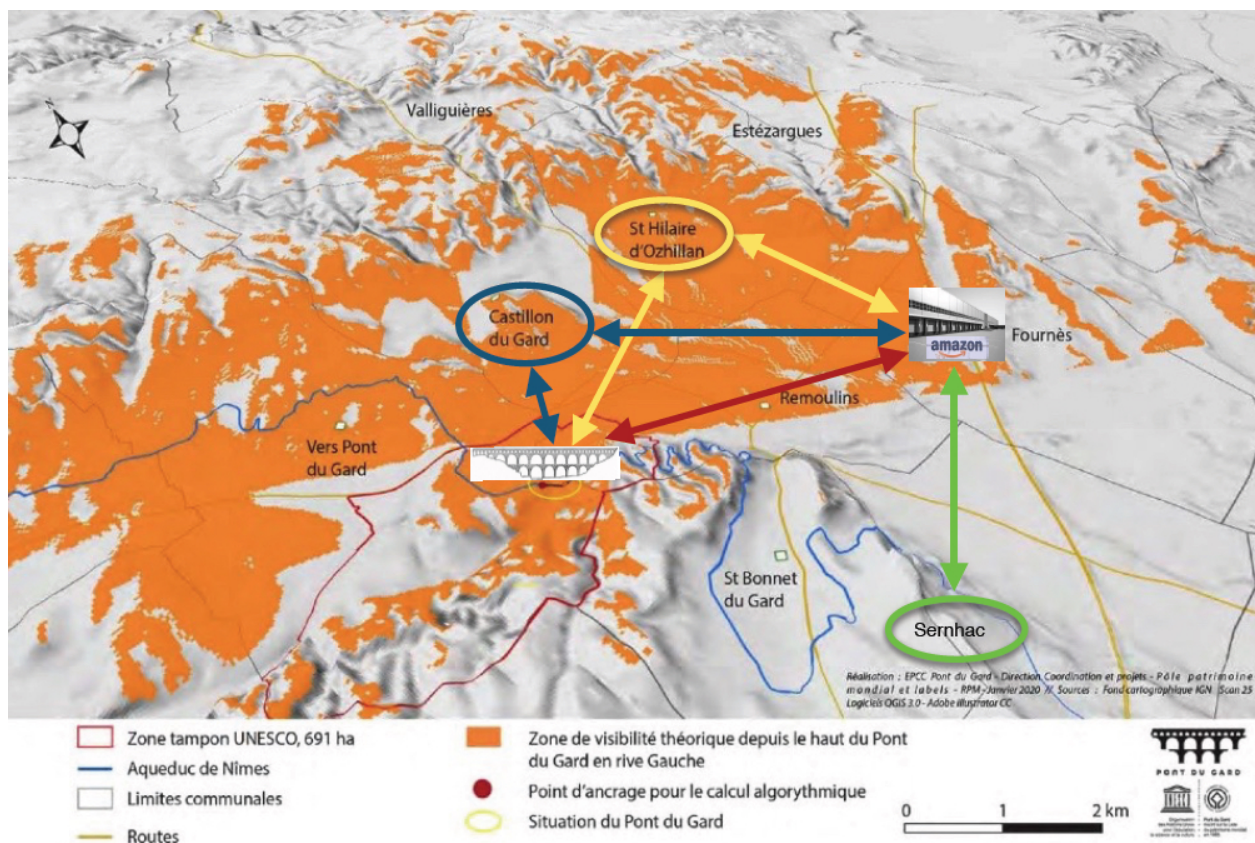 N
Valliguières
Estézargues
St Hilaire
d'Ozhillan
Castillon
du Gard
amazon
Fournès
Remoulins
Vers Pont
du Gard
St Bonnet
du Gard
Sernhac
Réalisation : EPCC Pont du Gard - Direction Coordination et projets - Pôle patrimoine
mondial et labels - RPM - Janvier 2020 // Sources : Fond cartographique IGN Scan 25
Logiciels QGIS 3.0 - Adobe illustrator CC
Zone tampon UNESCO, 691 ha
Aqueduc de Nîmes
Limites communales
Routes
Zone de visibilité théorique depuis le haut du Pont
du Gard en rive Gauche
Point d'ancrage pour le calcul algorythmique
Situation du Pont du Gard
0 1 2 km
PONT DU GARD